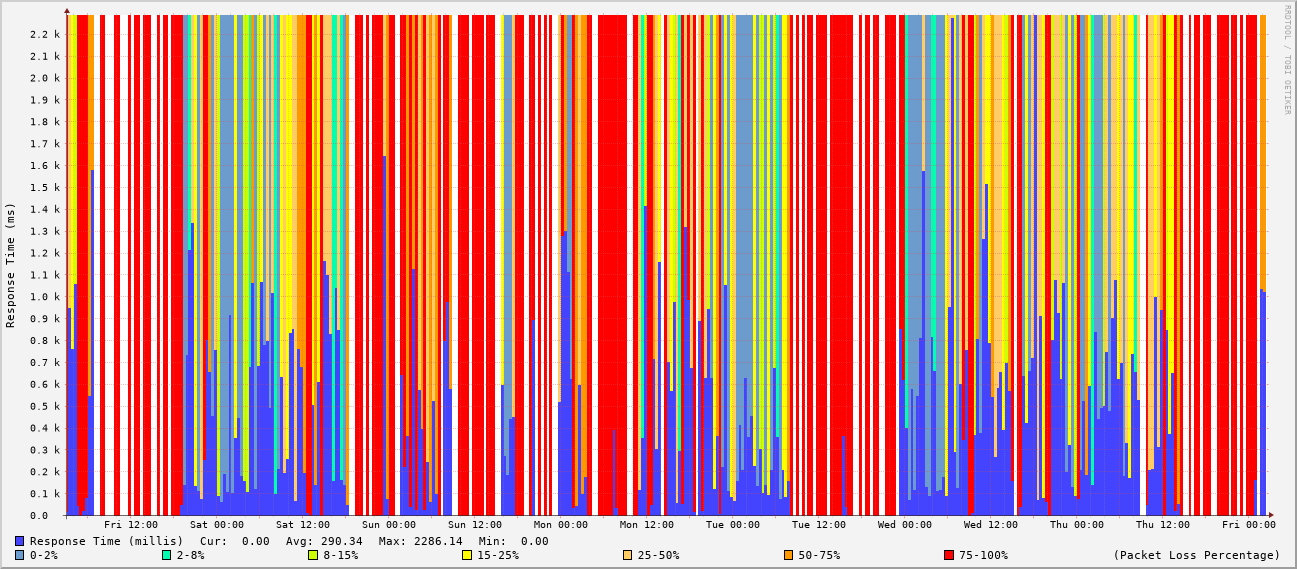 RRDTOOL / TOBI OETIKER
Response Time (ms)
2.2 k
2.1 k
2.0 k
1.9 k
1.8 k
1.7 k
1.6 k
1.5 k
1.4 k
1.3 k
1.2 k
1.1 k
1.0 k
0.9 k
0.8 k
0.7 k
0.6 k
0.5 k
0.4 k
0.3 k
0.2 k
0.1 k
0.0
Fri 12:00 Sat 00:00 Sat 12:00 Sun 00:00 Sun 12:00 Mon 00:00 Mon 12:00 Tue 00:00 Tue 12:00 Wed 00:00 Wed 12:00 Thu 00:00 Thu 12:00 Fri 00:00
Response Time (millis) Cur: 0.00 Avg: 290.34 Max: 2286.14 Min: 0.00
0-2% 2-8% 8-15% 15-25% 25-50% 50-75% 75-100% (Packet Loss Percentage)